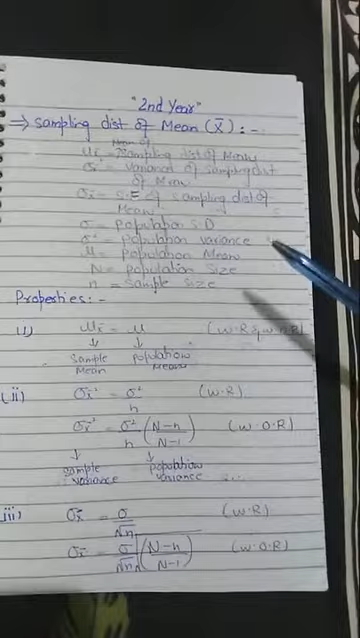 "2nd Year"
⇒ Sampling dist of Mean (X̄) : -
Mean of
μx̄ = Sampling dist of Mean
σx̄² = Variance of Sampling dist
of Mean
σx̄ = S.E of Sampling dist of
Mean
σ = population S.D
σ² = population variance
μ = population Mean
N = population Size
n = Sample Size
Properties : -
(i) μx̄ = μ (W.R & W.O.R)
↓ ↓
Sample population
Mean Mean
(ii) σx̄² = σ²/n (W.R)
σx̄² = σ²/n (N-n/N-1) (W.O.R)
↓ ↓
Sample population
variance variance
iii) σx̄ = σ/√n (W.R)
σx̄ = σ/√n √(N-n/N-1) (W.O.R)